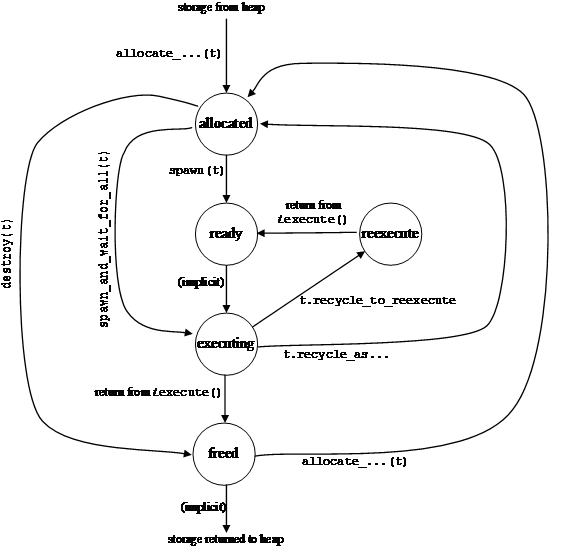 storage from heap
allocate_...(t)
allocated
spawn(t)
return from
t.execute()
ready
reexecute
spawn_and_wait_for_all(t)
destroy(t)
(implicit)
t.recycle_to_reexecute
executing
t.recycle_as...
return from t.execute()
freed
allocate_...(t)
(implicit)
storage returned to heap